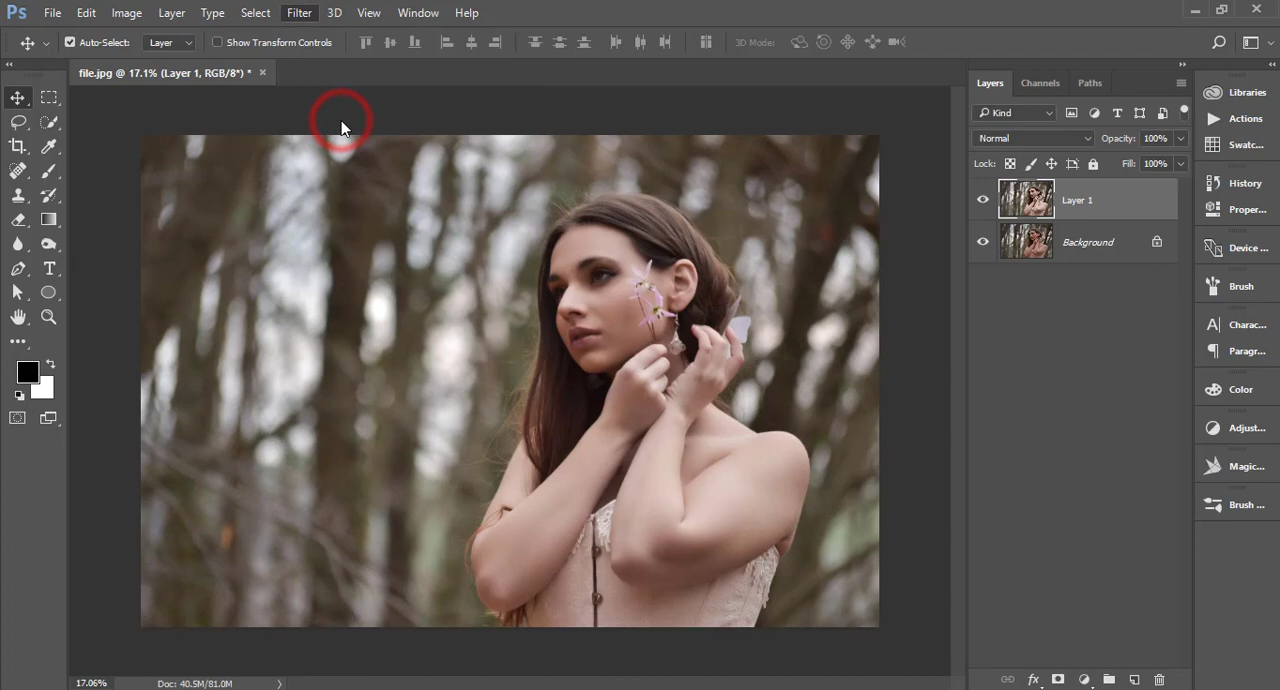 Ps File Edit Image Layer Type Select Filter 3D View Window Help
Auto-Select: Layer Show Transform Controls 3D Mode:
file.jpg @ 17.1% (Layer 1, RGB/8*) * ×
Layers Channels Paths
Kind
Normal Opacity: 100%
Lock: Fill: 100%
Layer 1
Background
Libraries
Actions
Swatc...
History
Proper...
Device ...
Brush
Charac...
Paragr...
Color
Adjust...
Magic...
Brush ...
17.06% Doc: 40.5M/81.0M